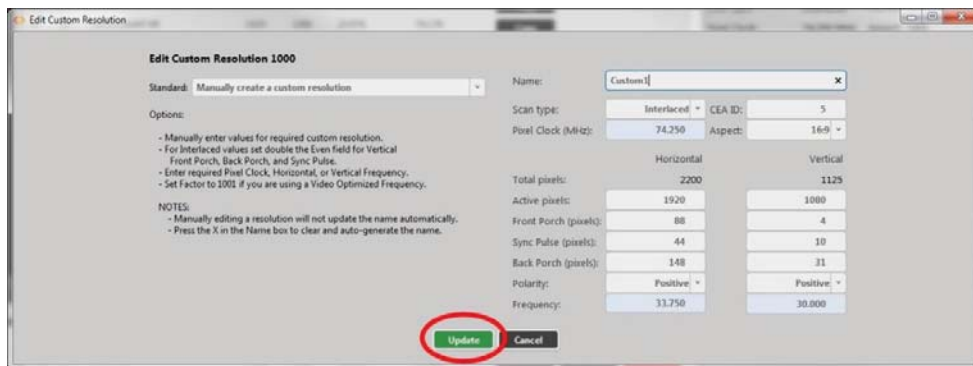 Edit Custom Resolution
Edit Custom Resolution 1000
Standard: Manually create a custom resolution
Options:
- Manually enter values for required custom resolution.
- For Interlaced values set double the Even field for Vertical
Front Porch, Back Porch, and Sync Pulse.
- Enter required Pixel Clock, Horizontal, or Vertical Frequency.
- Set Factor to 1001 if you are using a Video Optimized Frequency.
NOTES:
- Manually editing a resolution will not update the name automatically.
- Press the X in the Name box to clear and auto-generate the name.
Name: Custom1
Scan type: Interlaced CEA ID: 5
Pixel Clock (MHz): 74.250 Aspect: 16:9
Horizontal Vertical
Total pixels: 2200 1125
Active pixels: 1920 1080
Front Porch (pixels): 88 4
Sync Pulse (pixels): 44 10
Back Porch (pixels): 148 31
Polarity: Positive Positive
Frequency: 33.750 30.000
Update Cancel